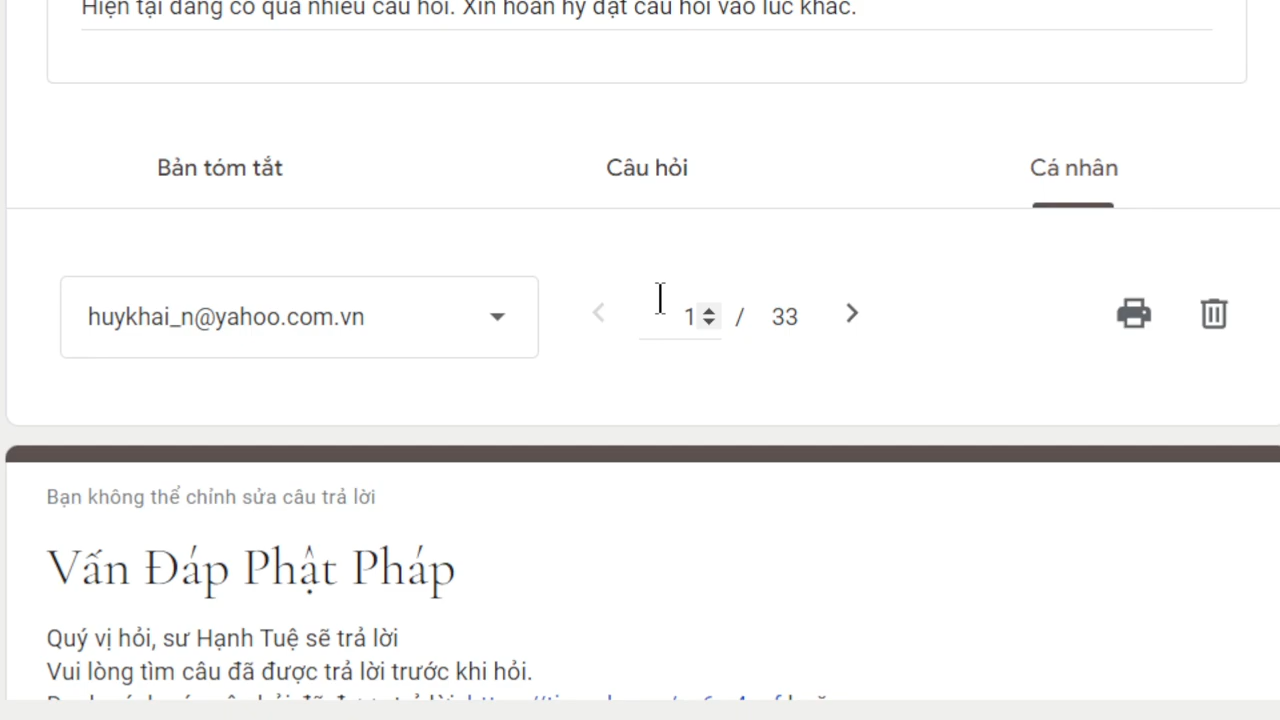 Hiện tại đang có quá nhiều câu hỏi. Xin hoan hỷ đặt câu hỏi vào lúc khác.
Bản tóm tắt
Câu hỏi
Cá nhân
huykhai_n@yahoo.com.vn
1 / 33
Bạn không thể chỉnh sửa câu trả lời
Vấn Đáp Phật Pháp
Quý vị hỏi, sư Hạnh Tuệ sẽ trả lời
Vui lòng tìm câu đã được trả lời trước khi hỏi.